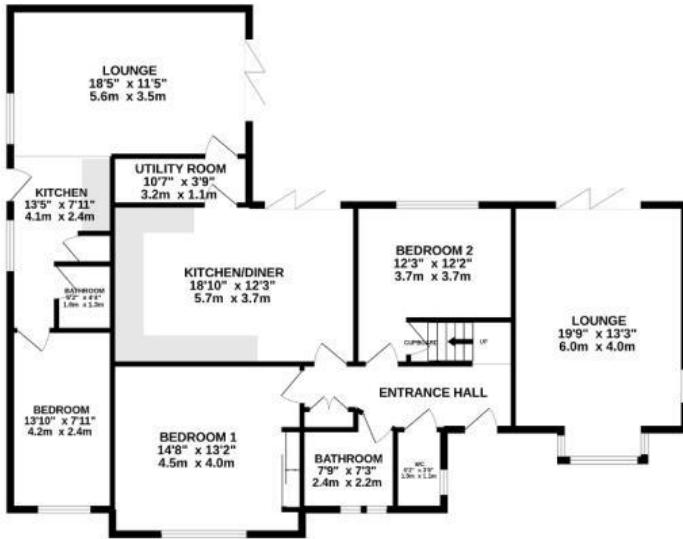 LOUNGE
18'5" x 11'5"
5.6m x 3.5m
UTILITY ROOM
10'7" x 3'9"
3.2m x 1.1m
KITCHEN
13'5" x 7'11"
4.1m x 2.4m
BEDROOM 2
12'3" x 12'2"
3.7m x 3.7m
KITCHEN/DINER
18'10" x 12'3"
5.7m x 3.7m
BATHROOM
LOUNGE
19'9" x 13'3"
6.0m x 4.0m
CUPBOARD
UP
ENTRANCE HALL
BEDROOM
13'10" x 7'11"
4.2m x 2.4m
BEDROOM 1
14'8" x 13'2"
4.5m x 4.0m
BATHROOM
7'9" x 7'3"
2.4m x 2.2m
WC